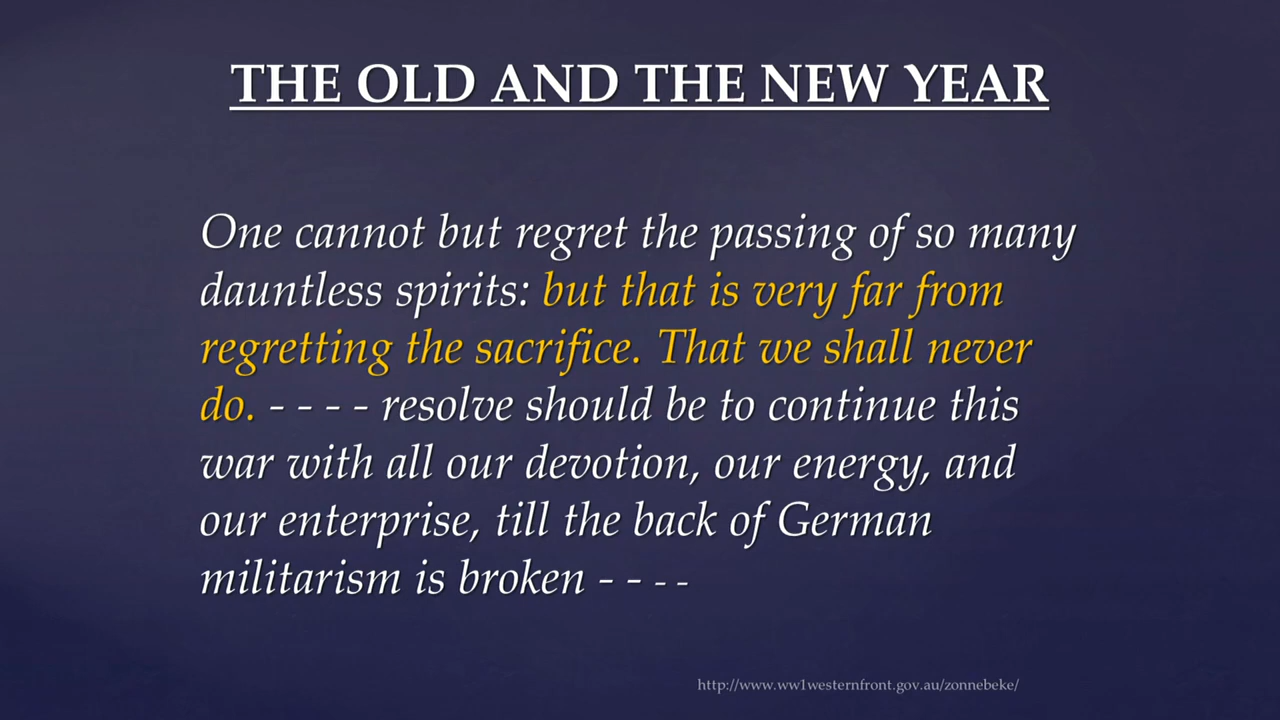 THE OLD AND THE NEW YEAR
One cannot but regret the passing of so many
dauntless spirits: but that is very far from
regretting the sacrifice. That we shall never
do. - - - - resolve should be to continue this
war with all our devotion, our energy, and
our enterprise, till the back of German
militarism is broken - - - -
http://www.ww1westernfront.gov.au/zonnebeke/